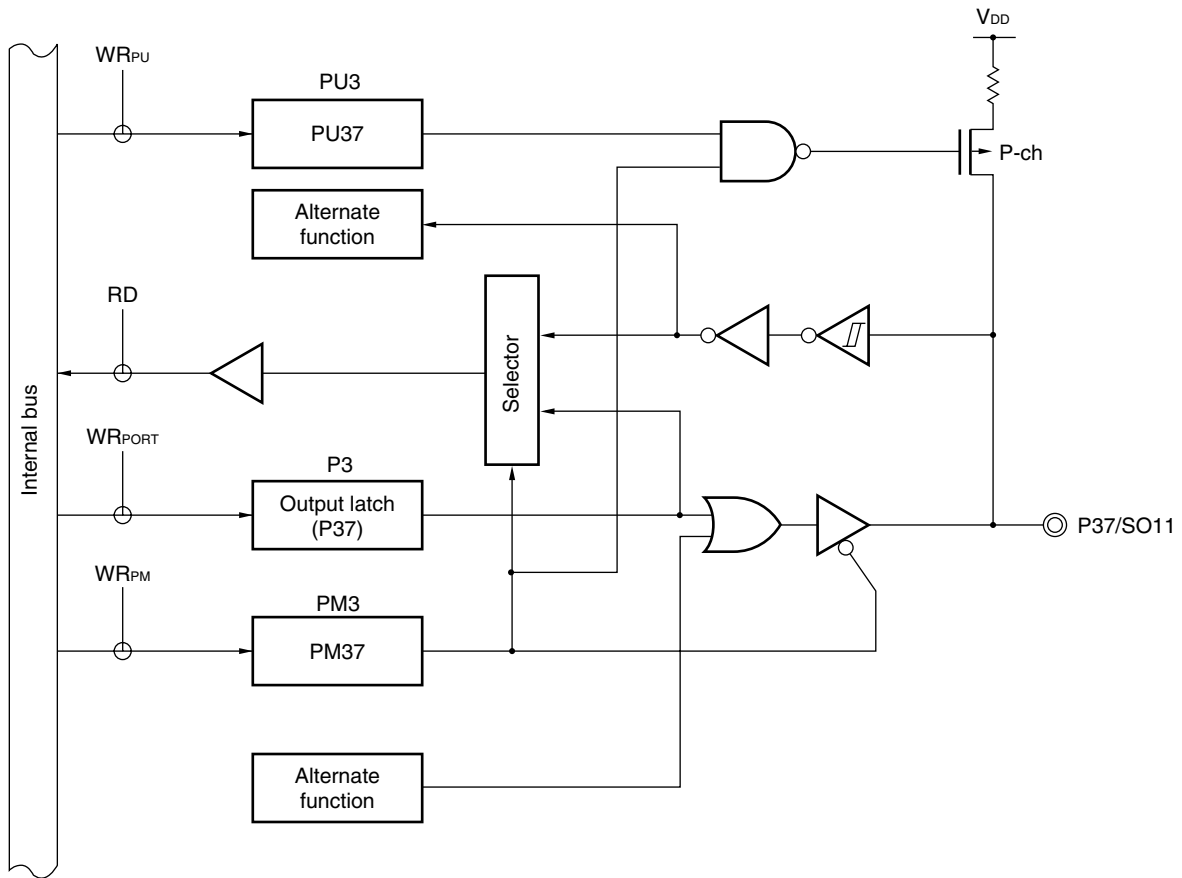 VDD
WRPU
PU3
PU37
P-ch
Alternate
function
RD
Selector
Internal bus
WRPORT
P3
Output latch
(P37)
P37/SO11
WRPM
PM3
PM37
Alternate
function